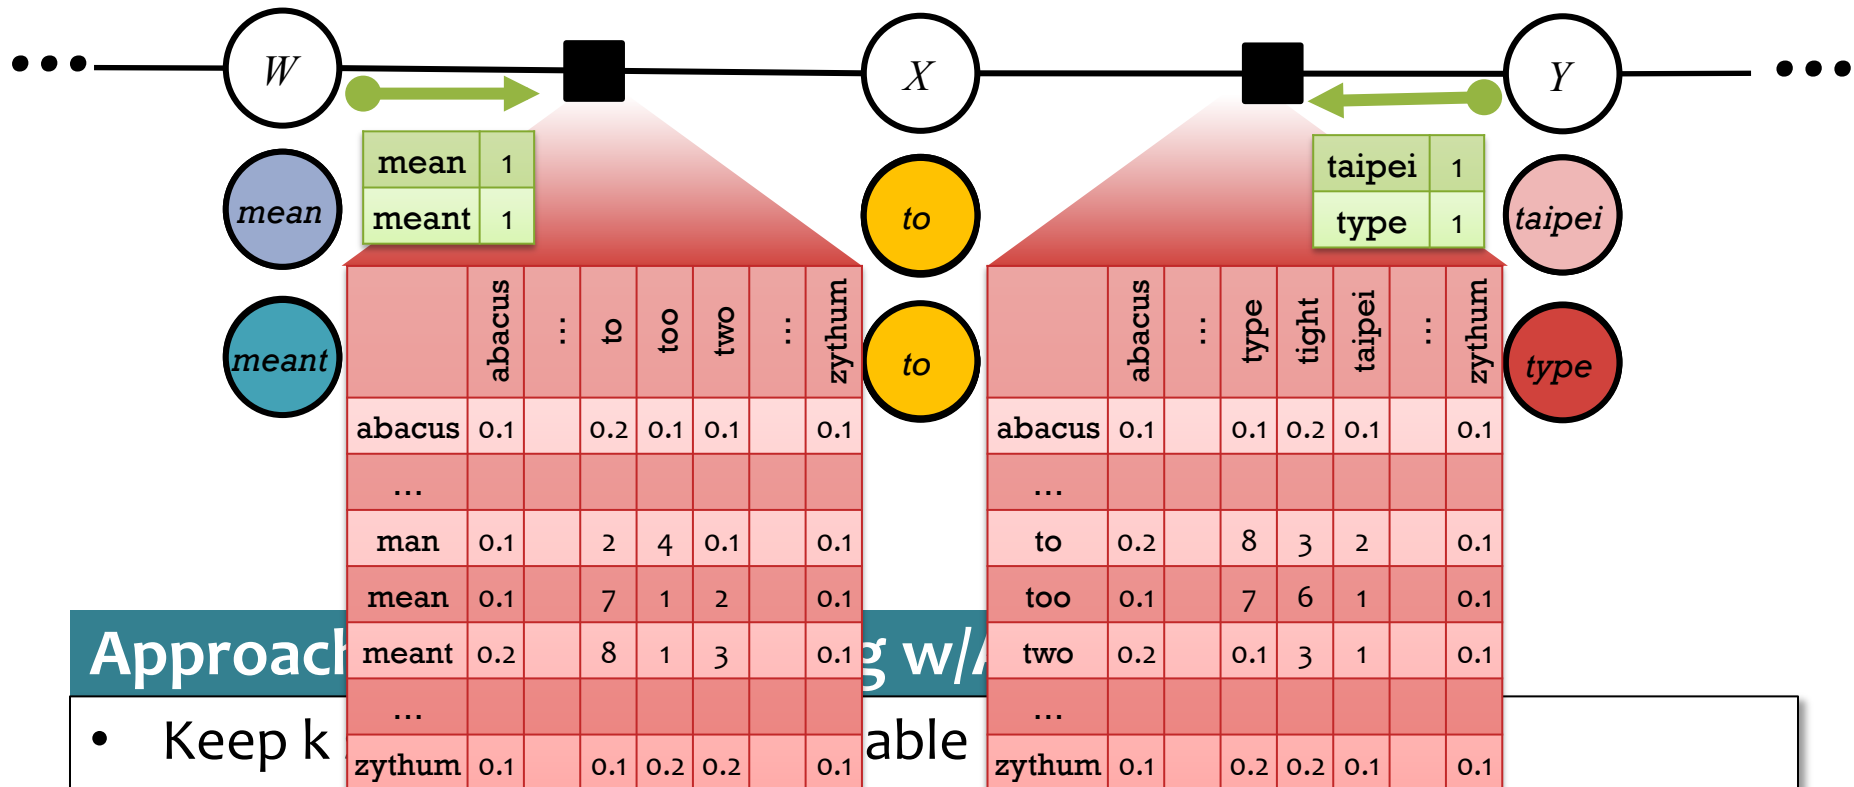 ... W X Y ...
mean 1
meant 1
taipei 1
type 1
mean to taipei
meant to type
abacus ... to too two ... zythum
abacus 0.1 0.2 0.1 0.1 0.1
...
man 0.1 2 4 0.1 0.1
mean 0.1 7 1 2 0.1
meant 0.2 8 1 3 0.1
...
zythum 0.1 0.1 0.2 0.2 0.1
abacus ... type tight taipei ... zythum
abacus 0.1 0.1 0.2 0.1 0.1
...
to 0.2 8 3 2 0.1
too 0.1 7 6 1 0.1
two 0.2 0.1 3 1 0.1
...
zythum 0.1 0.2 0.2 0.1 0.1
Approach g w/
• Keep k able